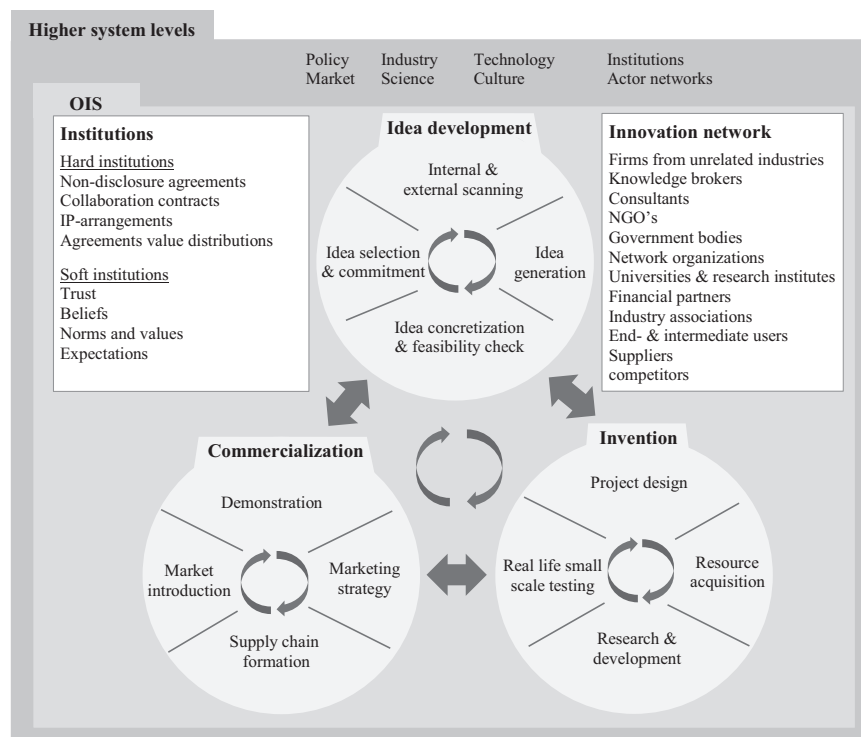 Higher system levels
Policy
Market
Industry
Science
Technology
Culture
Institutions
Actor networks
OIS
Institutions
Hard institutions
Non-disclosure agreements
Collaboration contracts
IP-arrangements
Agreements value distributions
Soft institutions
Trust
Beliefs
Norms and values
Expectations
Idea development
Internal &
external scanning
Idea selection
& commitment
Idea
generation
Idea concretization
& feasibility check
Innovation network
Firms from unrelated industries
Knowledge brokers
Consultants
NGO's
Government bodies
Network organizations
Universities & research institutes
Financial partners
Industry associations
End- & intermediate users
Suppliers
competitors
Commercialization
Demonstration
Market
introduction
Marketing
strategy
Supply chain
formation
Invention
Project design
Real life small
scale testing
Resource
acquisition
Research &
development